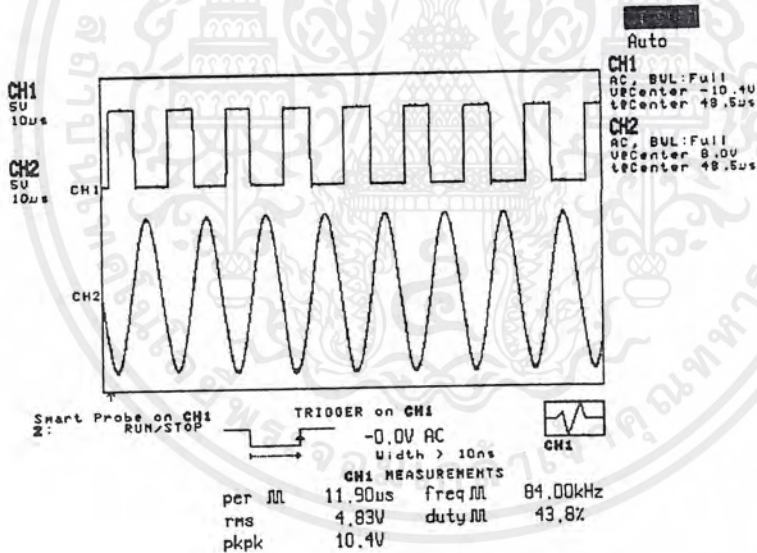 Auto
CH1
AC, BWL:Full
V@Center -10.4V
t@Center 48.5us
CH2
AC, BWL:Full
V@Center 8.0V
t@Center 48.5us
CH1
5V
10us
CH2
5V
10us
CH1
CH2
Smart Probe on CH1
2: RUN/STOP
TRIGGER on CH1
-0.0V AC
Width > 10ns
CH1
CH1 MEASUREMENTS
per 11.90us freq 84.00kHz
rms 4.83V duty 43.8%
pkpk 10.4V